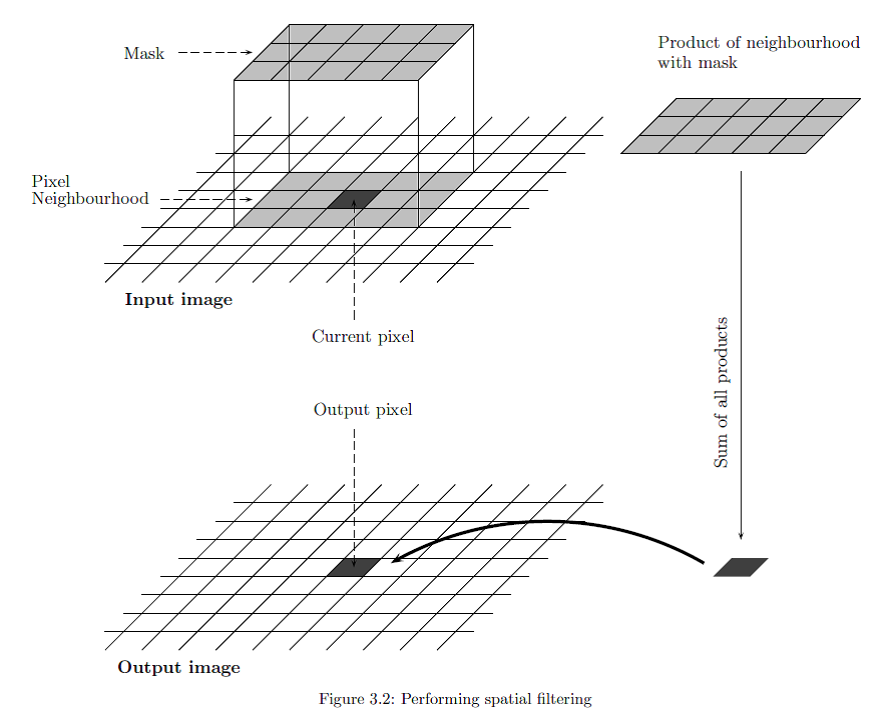 Mask
Product of neighbourhood
with mask
Pixel
Neighbourhood
Input image
Current pixel
Sum of all products
Output pixel
Output image
Figure 3.2: Performing spatial filtering